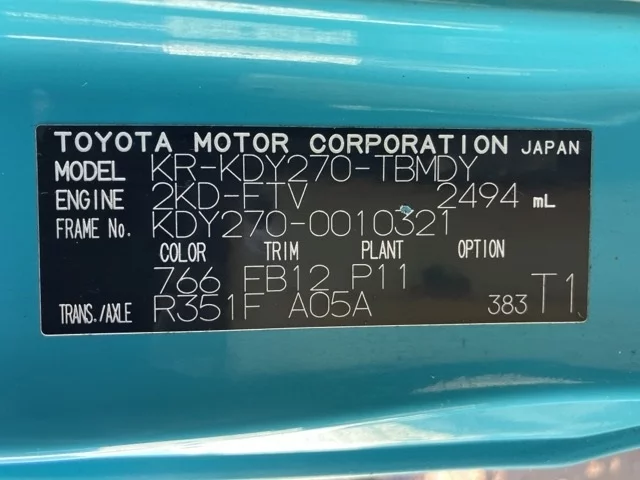 TOYOTA MOTOR CORPORATION JAPAN
MODEL KR-KDY270-TBMDY
ENGINE 2KD-FTV 2494 mL
FRAME No. KDY270-0010321
COLOR TRIM PLANT OPTION
766 FB12 P11
TRANS./AXLE R351F A05A 383 T1